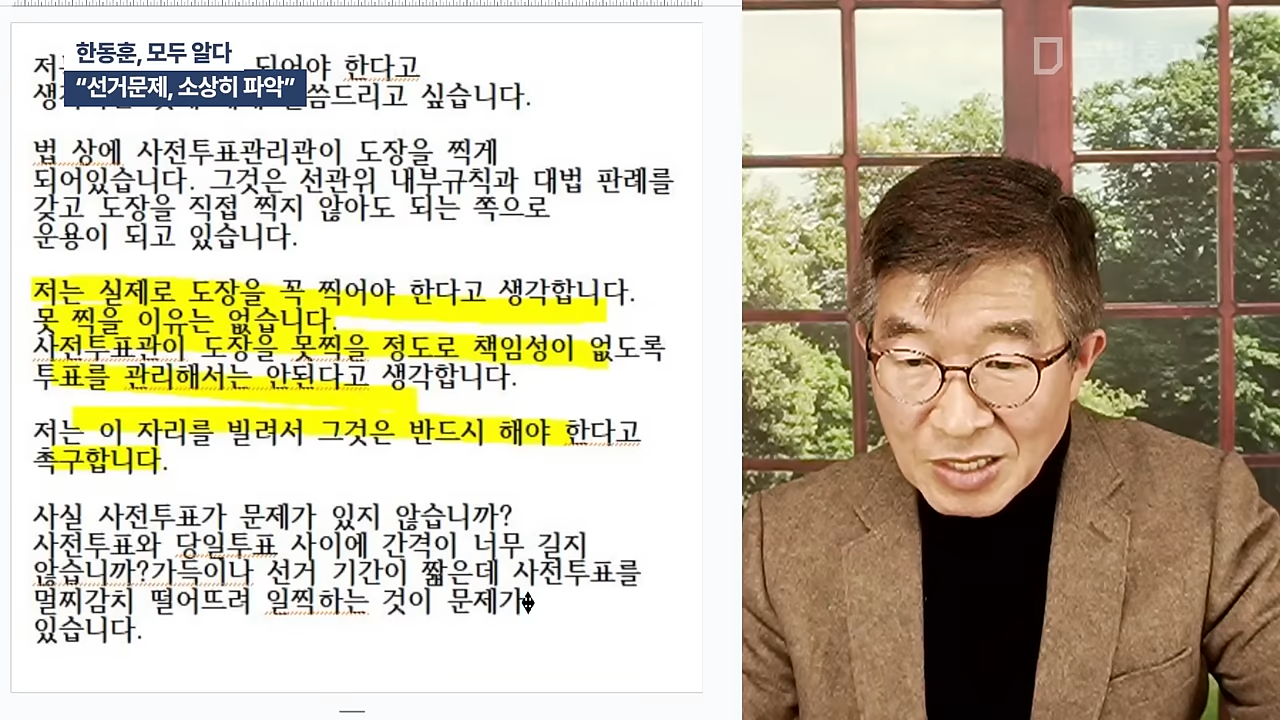 한동훈, 모두 알다
“선거문제, 소상히 파악”
저는 되어야 한다고
말씀드리고 싶습니다.
법 상에 사전투표관리관이 도장을 찍게
되어있습니다. 그것은 선관위 내부규칙과 대법 판례를
갖고 도장을 직접 찍지 않아도 되는 쪽으로
운용이 되고 있습니다.
저는 실제로 도장을 꼭 찍어야 한다고 생각합니다.
못 찍을 이유는 없습니다.
사전투표관이 도장을 못찍을 정도로 책임성이 없도록
투표를 관리해서는 안된다고 생각합니다.
저는 이 자리를 빌려서 그것은 반드시 해야 한다고
촉구합니다.
사실 사전투표가 문제가 있지 않습니까?
사전투표와 당일투표 사이에 간격이 너무 길지
않습니까?가득이나 선거 기간이 짧은데 사전투표를
멀찌감치 떨어뜨려 일찍하는 것이 문제가
있습니다.